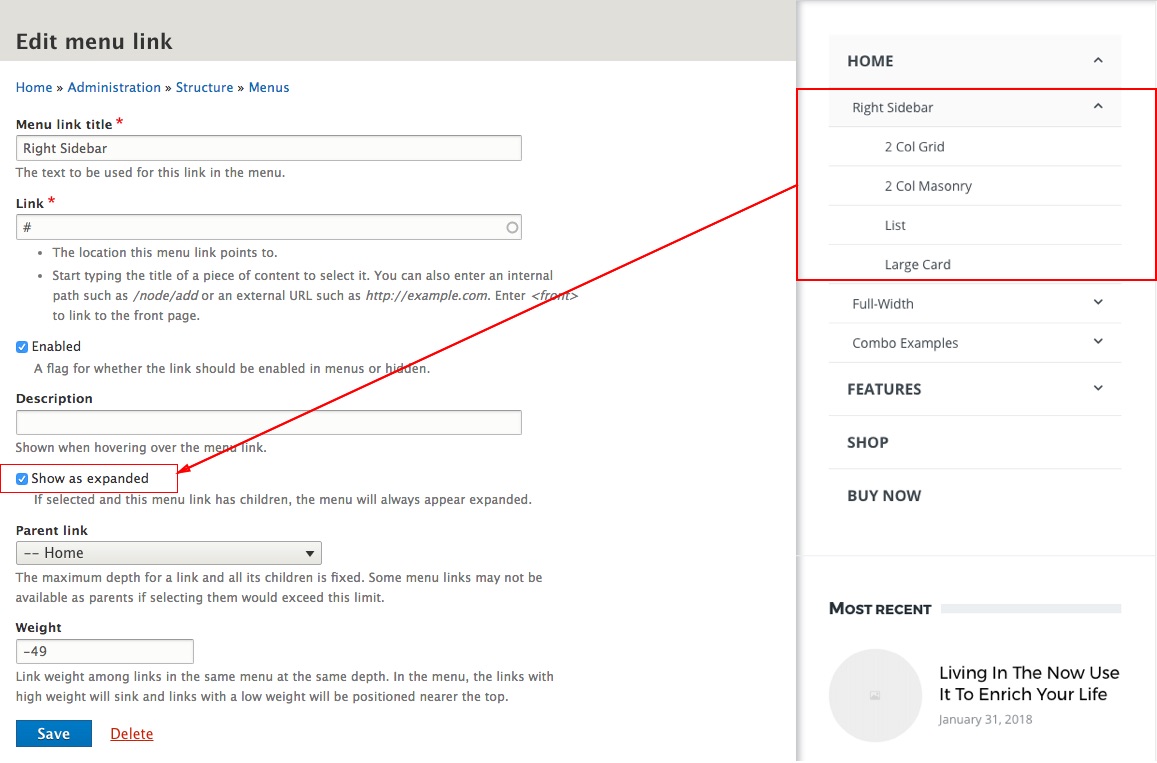 Edit menu link
Home » Administration » Structure » Menus
Menu link title *
Right Sidebar
The text to be used for this link in the menu.
Link *
#
• The location this menu link points to.
• Start typing the title of a piece of content to select it. You can also enter an internal
path such as /node/add or an external URL such as http://example.com. Enter <front>
to link to the front page.
Enabled
A flag for whether the link should be enabled in menus or hidden.
Description
Shown when hovering over the menu link.
Show as expanded
If selected and this menu link has children, the menu will always appear expanded.
Parent link
-- Home
The maximum depth for a link and all its children is fixed. Some menu links may not be
available as parents if selecting them would exceed this limit.
Weight
-49
Link weight among links in the same menu at the same depth. In the menu, the links with
high weight will sink and links with a low weight will be positioned nearer the top.
Save
Delete
HOME
Right Sidebar
2 Col Grid
2 Col Masonry
List
Large Card
Full-Width
Combo Examples
FEATURES
SHOP
BUY NOW
MOST RECENT
Living In The Now Use
It To Enrich Your Life
January 31, 2018